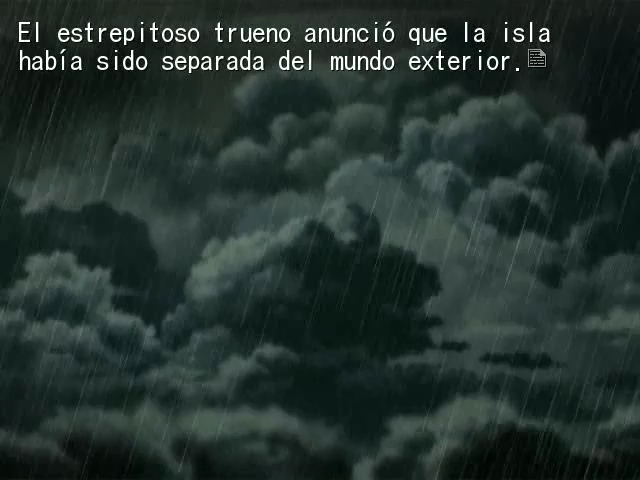 El estrepitoso trueno anunció que la isla
había sido separada del mundo exterior.